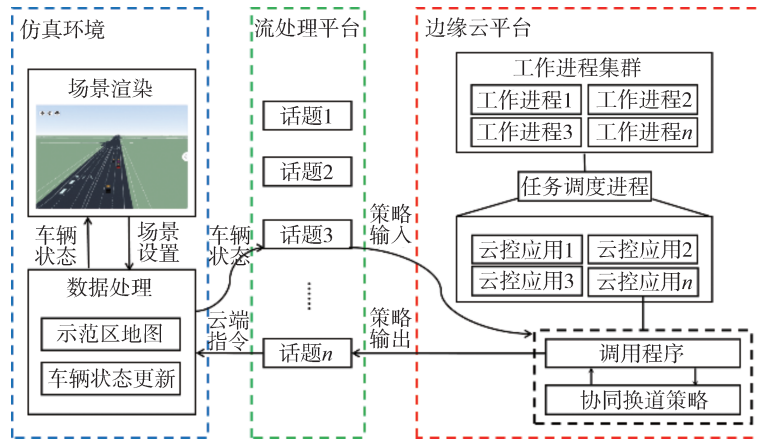 仿真环境
场景渲染
车辆
状态
场景
设置
数据处理
示范区地图
车辆状态更新
车辆
状态
云端
指令
流处理平台
话题1
话题2
话题3
话题n
策略
输入
策略
输出
边缘云平台
工作进程集群
工作进程1
工作进程2
工作进程3
工作进程n
任务调度进程
云控应用1
云控应用2
云控应用3
云控应用n
调用程序
协同换道策略